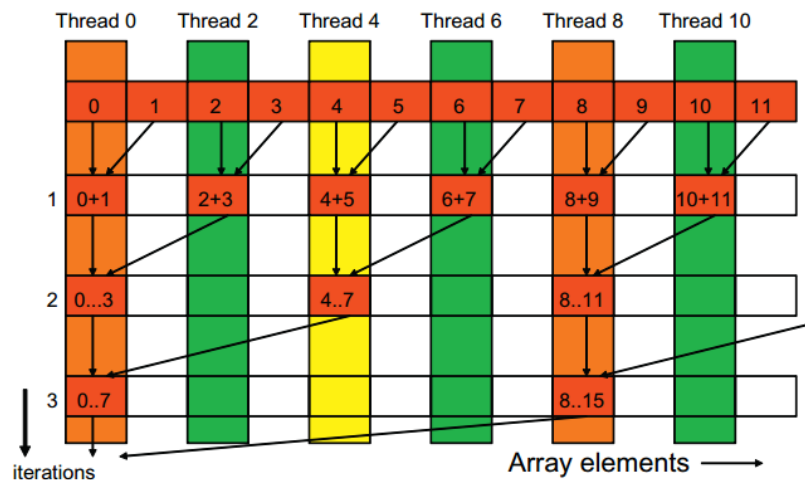 Thread 0 Thread 2 Thread 4 Thread 6 Thread 8 Thread 10
0 1 2 3 4 5 6 7 8 9 10 11
1 0+1 2+3 4+5 6+7 8+9 10+11
2 0...3 4..7 8..11
3 0..7 8..15
iterations Array elements